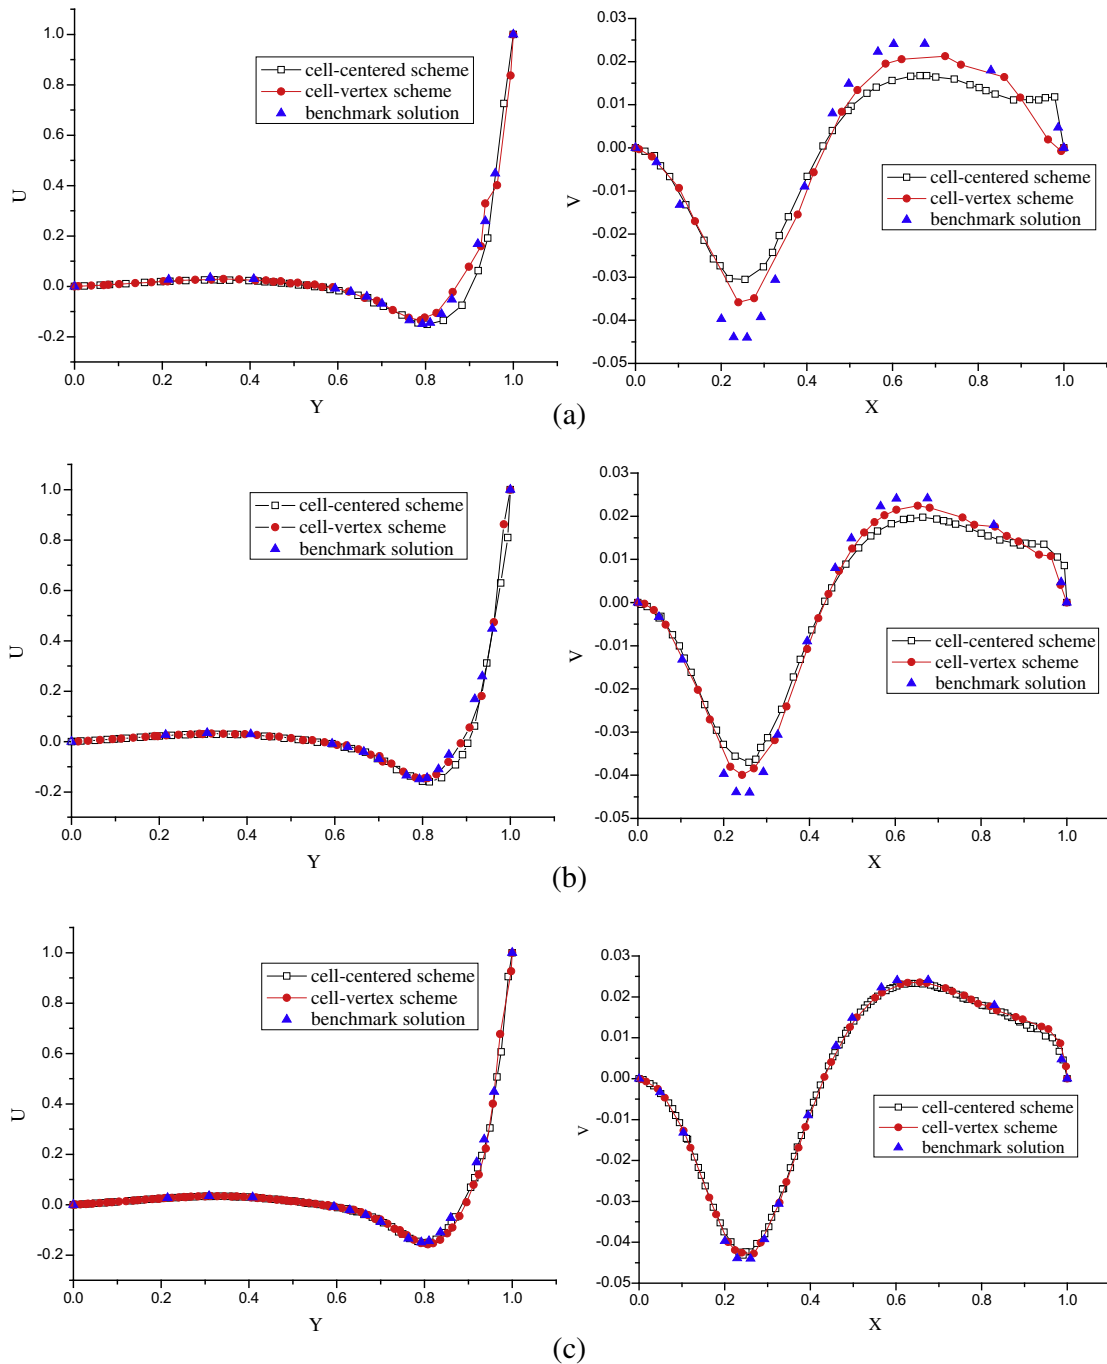 1.0
0.8
0.6
0.4
0.2
0.0
-0.2
U
0.0 0.2 0.4 0.6 0.8 1.0
Y
cell-centered scheme
cell-vertex scheme
benchmark solution
0.03
0.02
0.01
0.00
-0.01
-0.02
-0.03
-0.04
-0.05
V
0.0 0.2 0.4 0.6 0.8 1.0
X
cell-centered scheme
cell-vertex scheme
benchmark solution
(a)
1.0
0.8
0.6
0.4
0.2
0.0
-0.2
U
0.0 0.2 0.4 0.6 0.8 1.0
Y
cell-centered scheme
cell-vertex scheme
benchmark solution
0.03
0.02
0.01
0.00
-0.01
-0.02
-0.03
-0.04
-0.05
V
0.0 0.2 0.4 0.6 0.8 1.0
X
cell-centered scheme
cell-vertex scheme
benchmark solution
(b)
1.0
0.8
0.6
0.4
0.2
0.0
-0.2
U
0.0 0.2 0.4 0.6 0.8 1.0
Y
cell-centered scheme
cell-vertex scheme
benchmark solution
0.03
0.02
0.01
0.00
-0.01
-0.02
-0.03
-0.04
-0.05
V
0.0 0.2 0.4 0.6 0.8 1.0
X
cell-centered scheme
cell-vertex scheme
benchmark solution
(c)